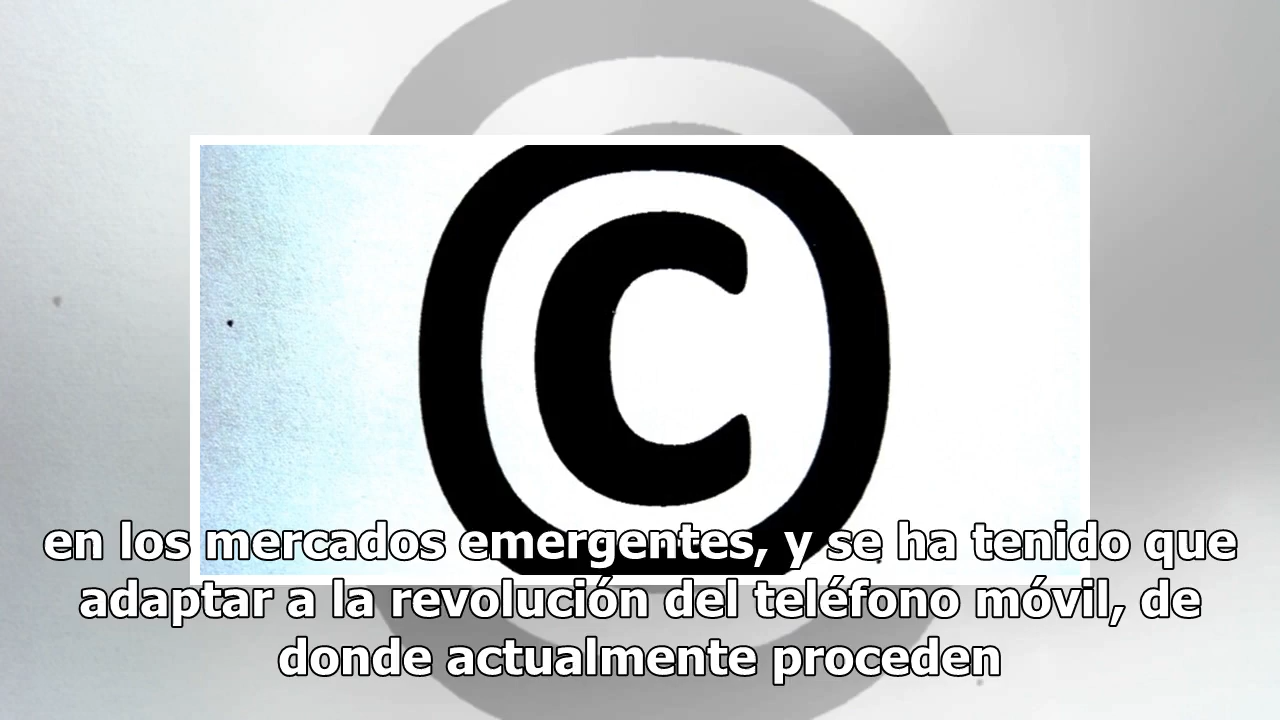 ©
en los mercados emergentes, y se ha tenido que
adaptar a la revolución del teléfono móvil, de
donde actualmente proceden